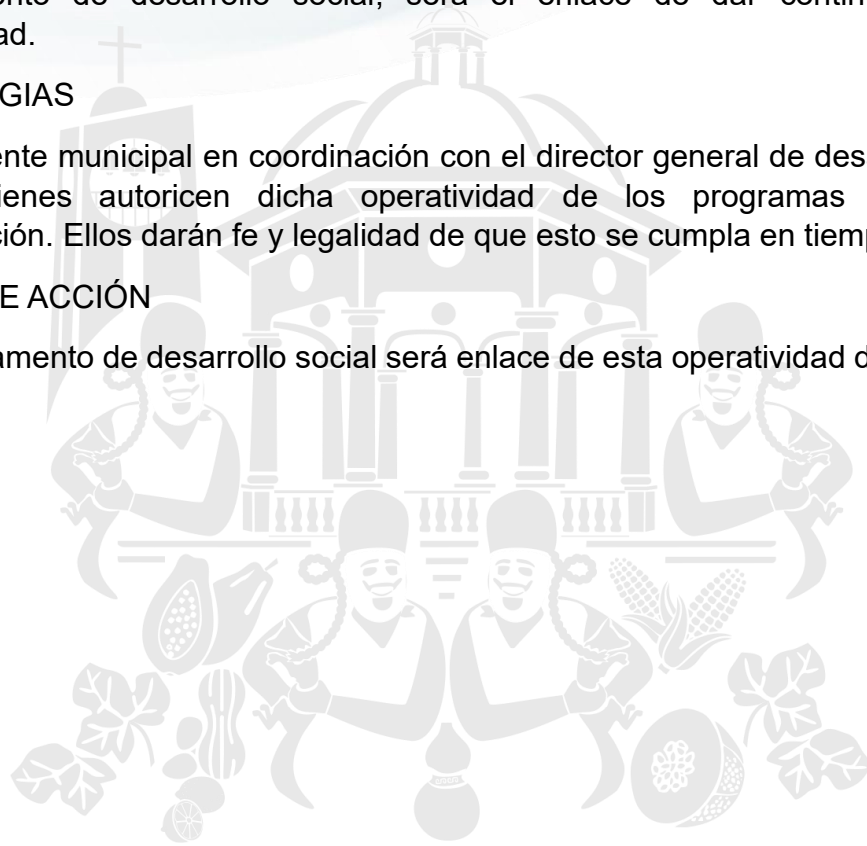 de desarrollo social, será el enlace de dar
ad.
GIAS
ente municipal en coordinación con el director general de des
ienes autoricen dicha operatividad de los programas
ción. Ellos darán fe y legalidad de que esto se cumpla en tiem
E ACCIÓN
amento de desarrollo social será enlace de esta operatividad d